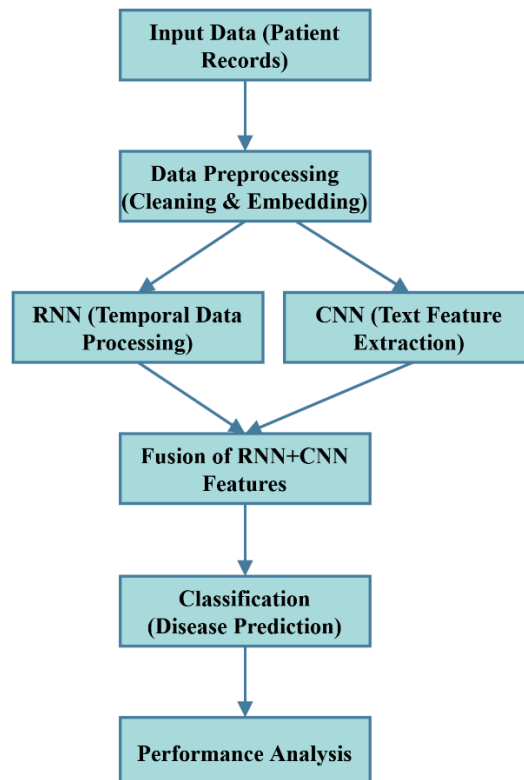 Input Data (Patient
Records)
Data Preprocessing
(Cleaning & Embedding)
RNN (Temporal Data
Processing)
CNN (Text Feature
Extraction)
Fusion of RNN+CNN
Features
Classification
(Disease Prediction)
Performance Analysis